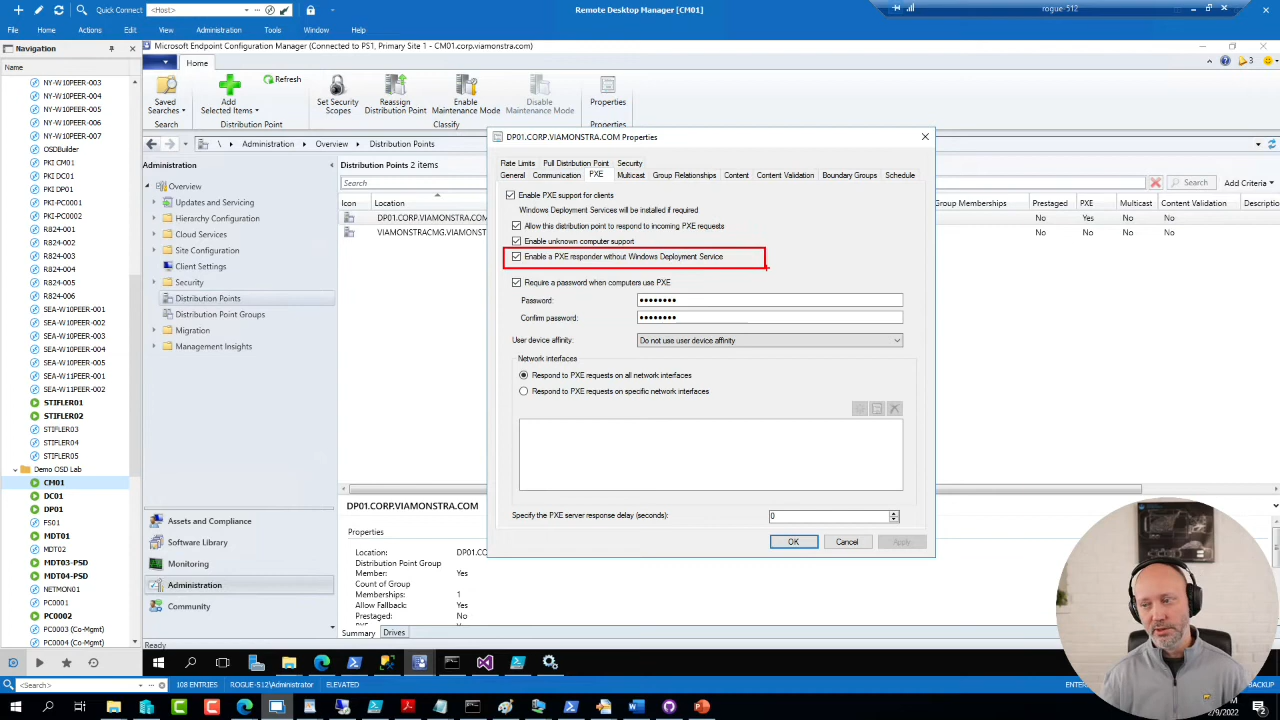 Quick Connect <Host>
Remote Desktop Manager [CM01]
rogue-512
File Home Actions Edit View Administration Tools Window Help
Navigation
Name
NY-W10PEER-003
NY-W10PEER-004
NY-W10PEER-005
NY-W10PEER-006
NY-W10PEER-007
OSDBuilder
PKI CM01
PKI DC01
PKI DP01
PKI-PC0001
PKI-PC0002
R824-001
R824-002
R824-003
R824-004
R824-005
R824-006
SEA-W10PEER-001
SEA-W10PEER-002
SEA-W10PEER-003
SEA-W10PEER-004
SEA-W10PEER-005
SEA-W11PEER-001
SEA-W11PEER-002
STIFLER01
STIFLER02
STIFLER03
STIFLER04
STIFLER05
Demo OSD Lab
CM01
DC01
DP01
FS01
MDT01
MDT02
MDT03-PSD
MDT04-PSD
NETMON01
PC0001
PC0002
PC0003 (Co-Mgmt)
PC0004 (Co-Mgmt)
<Search>
108 ENTRIES ROGUE-512\Administrator ELEVATED
Microsoft Endpoint Configuration Manager (Connected to PS1, Primary Site 1 - CM01.corp.viamonstra.com)
Home
3
Saved Searches
Search
Add Selected Items
Refresh
Distribution Point
Set Security Scopes
Reassign Distribution Point
Enable Maintenance Mode
Disable Maintenance Mode
Classify
Properties
Properties
\ Administration Overview Distribution Points
Administration
Overview
Updates and Servicing
Hierarchy Configuration
Cloud Services
Site Configuration
Client Settings
Security
Distribution Points
Distribution Point Groups
Migration
Management Insights
Assets and Compliance
Software Library
Monitoring
Administration
Community
Ready
Distribution Points 2 items
Search
Search Add Criteria
Icon Location Group Memberships Prestaged PXE Multicast Content Validation
DP01.CORP.VIAMONSTRA.COM No Yes No No
VIAMONSTRACMG.VIAMONST No No No No
DP01.CORP.VIAMONSTRA.COM
Properties
Location: DP01.C
Distribution Point Group Member: Yes
Count of Group Memberships: 1
Allow Fallback: Yes
Prestaged: No
Summary Drives
DP01.CORP.VIAMONSTRA.COM Properties
Rate Limits Pull Distribution Point Security
General Communication PXE Multicast Group Relationships Content Content Validation Boundary Groups Schedule
Enable PXE support for clients
Windows Deployment Services will be installed if required
Allow this distribution point to respond to incoming PXE requests
Enable unknown computer support
Enable a PXE responder without Windows Deployment Service
Require a password when computers use PXE
Password: ●●●●●●●●
Confirm password: ●●●●●●●●
User device affinity: Do not use user device affinity
Network interfaces
Respond to PXE requests on all network interfaces
Respond to PXE requests on specific network interfaces
Specify the PXE server response delay (seconds): 0
OK Cancel Apply
BACKUP
2/9/2022